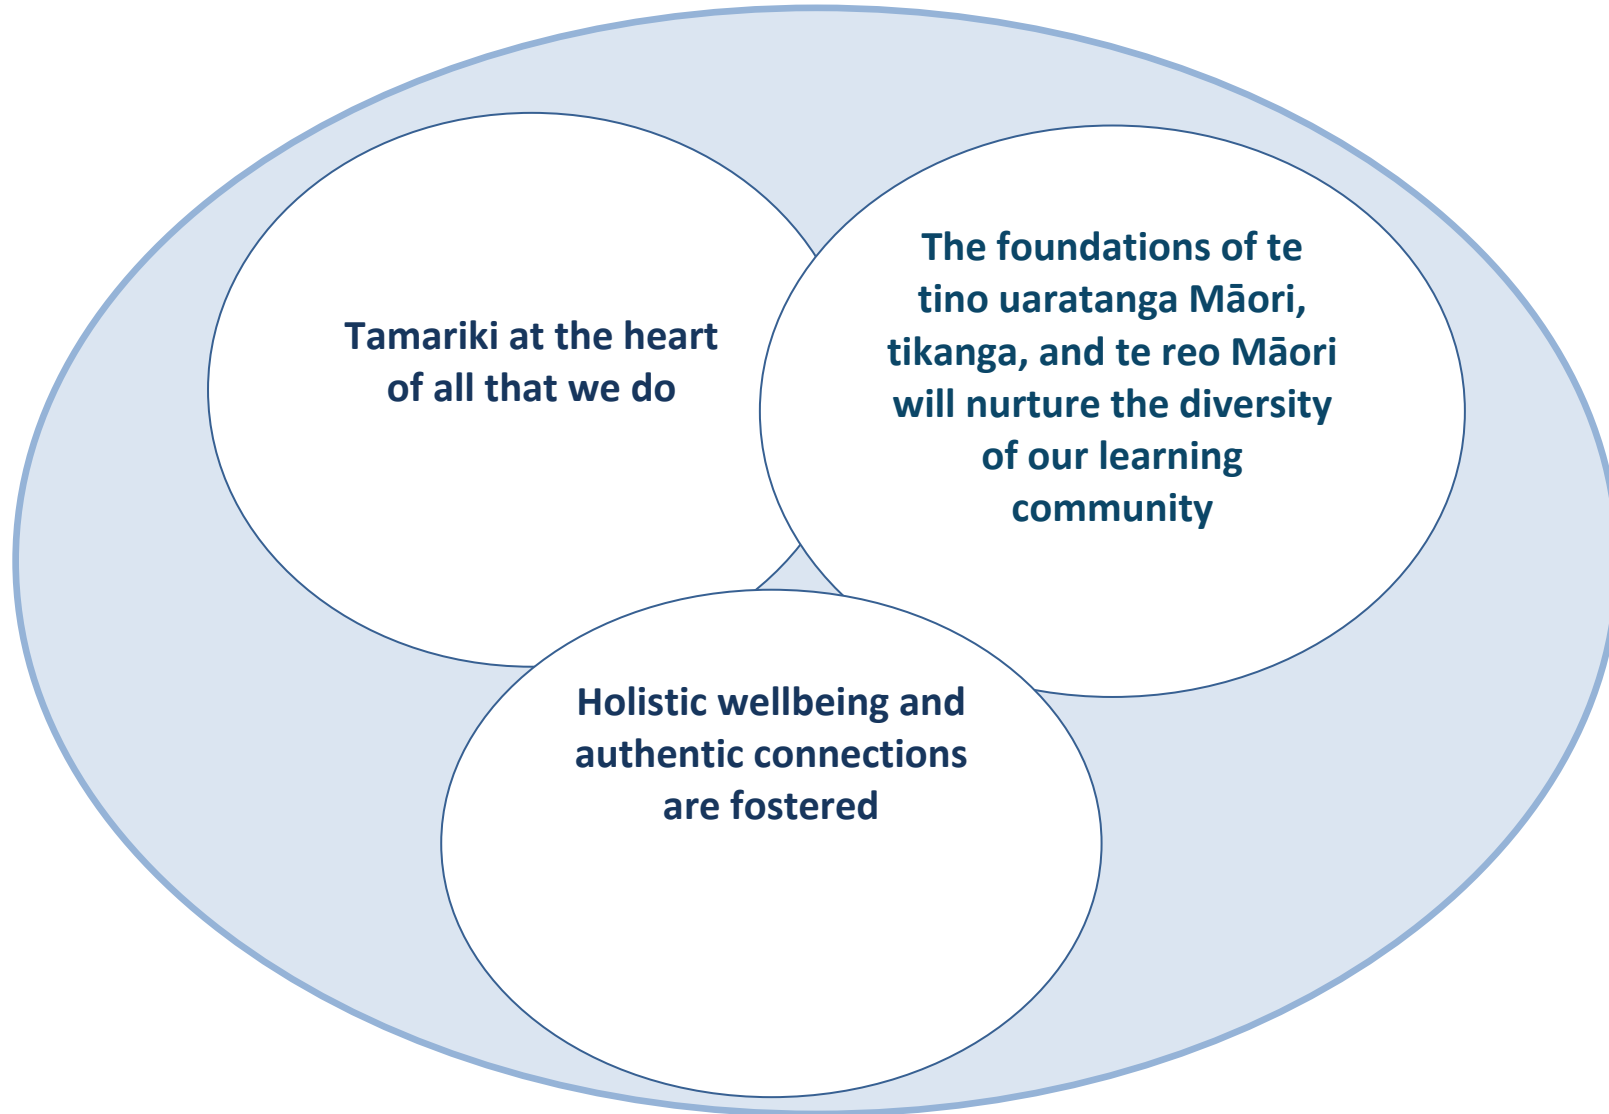 Tamariki at the heart
of all that we do
The foundations of te
tino uaratanga Māori,
tikanga, and te reo Māori
will nurture the diversity
of our learning
community
Holistic wellbeing and
authentic connections
are fostered